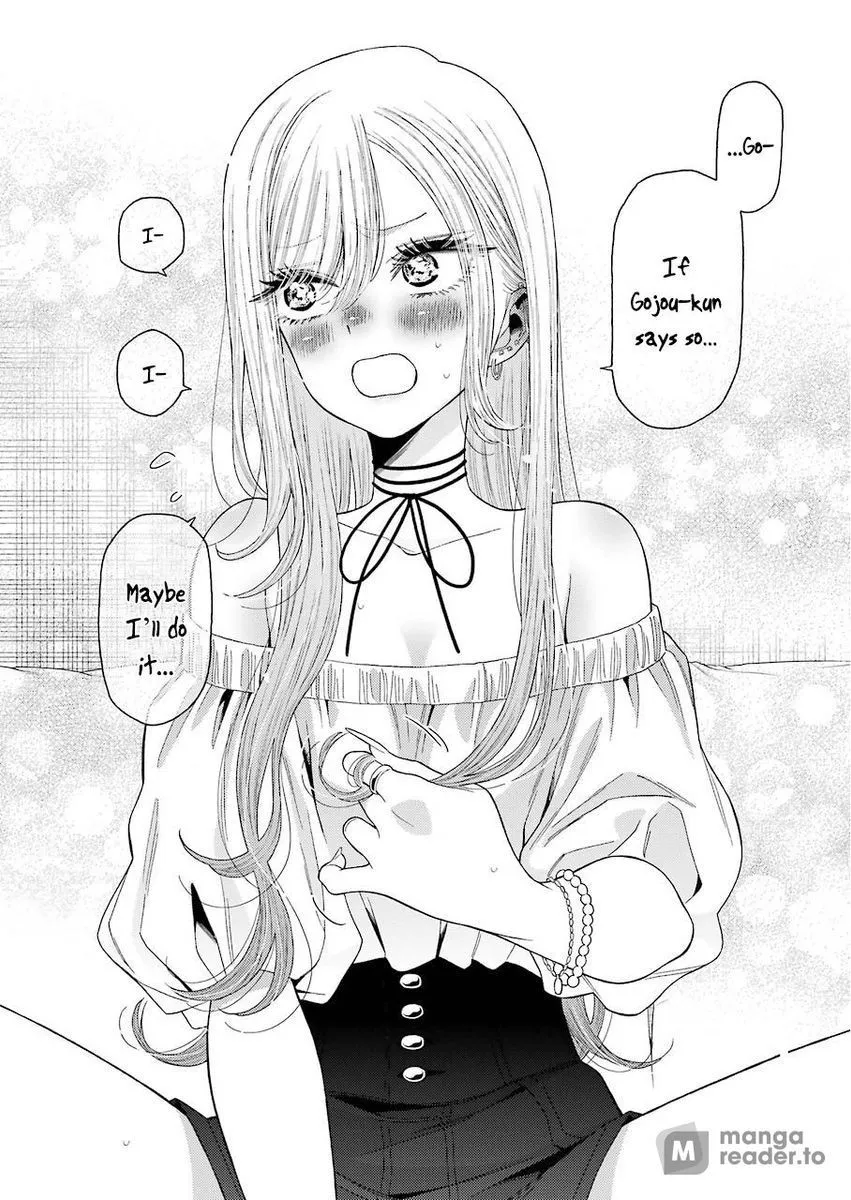 ...Go-
If
Gojou-kun
says so...
I-
I-
Maybe
I'll do
it...
M manga
reader.to